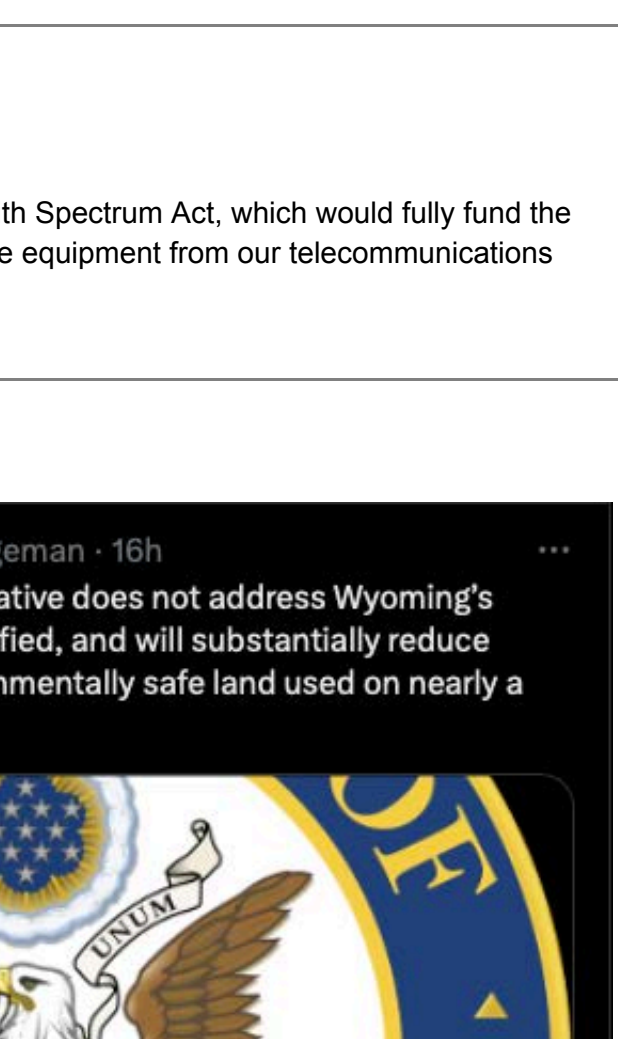 th Spectrum Act, which would fully fund the
e equipment from our telecommunications
geman · 16h
ative does not address Wyoming's
fied, and will substantially reduce
nmentally safe land used on nearly a
OF
UNUM